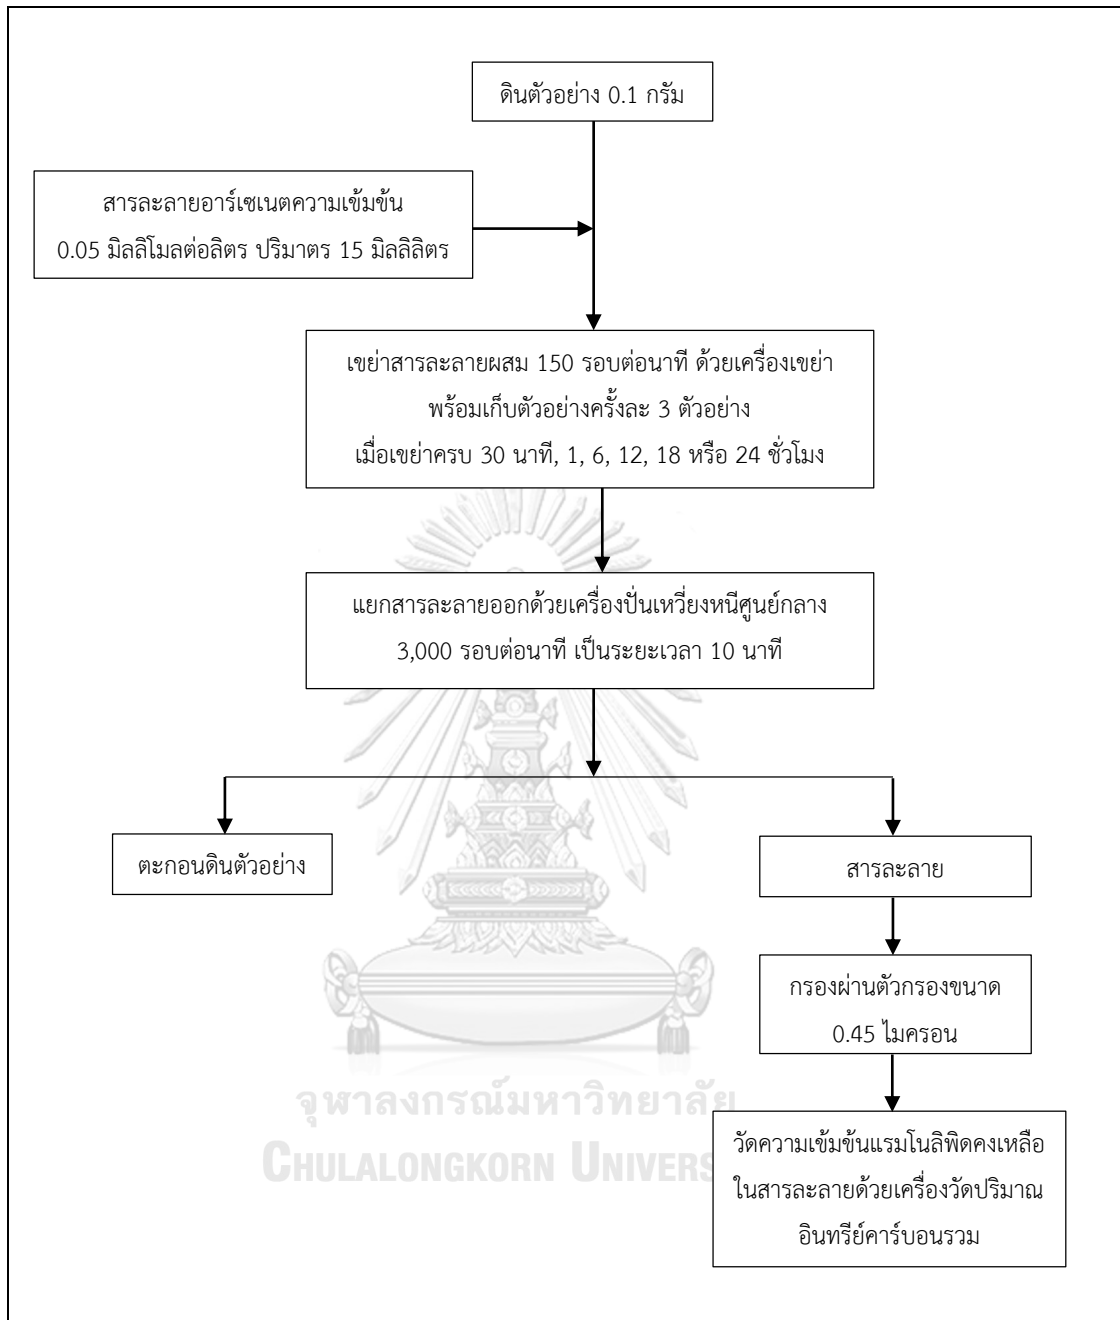 ดินตัวอย่าง 0.1 กรัม
สารละลายอาร์เซเนตความเข้มข้น
0.05 มิลลิโมลต่อลิตร ปริมาตร 15 มิลลิลิตร
เขย่าสารละลายผสม 150 รอบต่อนาที ด้วยเครื่องเขย่า
พร้อมเก็บตัวอย่างครั้งละ 3 ตัวอย่าง
เมื่อเขย่าครบ 30 นาที, 1, 6, 12, 18 หรือ 24 ชั่วโมง
แยกสารละลายออกด้วยเครื่องปั่นเหวี่ยงหนีศูนย์กลาง
3,000 รอบต่อนาที เป็นระยะเวลา 10 นาที
ตะกอนดินตัวอย่าง
สารละลาย
กรองผ่านตัวกรองขนาด
0.45 ไมครอน
วัดความเข้มข้นแรมโนลิพิดคงเหลือ
ในสารละลายด้วยเครื่องวัดปริมาณ
อินทรีย์คาร์บอนรวม
จุฬาลงกรณ์มหาวิทยาลัย
CHULALONGKORN UNIVERS